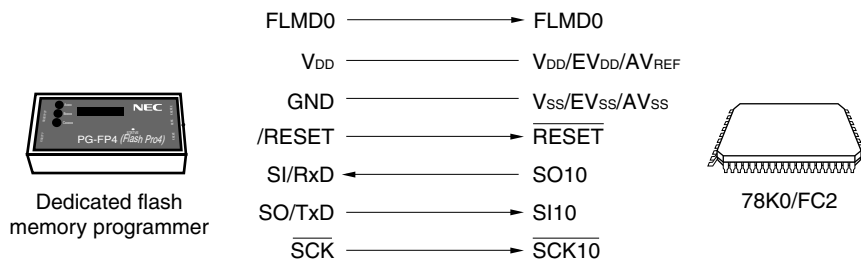 FLMD0 FLMD0
VDD VDD/EVDD/AVREF
GND VSS/EVSS/AVSS
/RESET RESET
SI/RxD SO10
SO/TxD SI10
SCK SCK10
NEC
PG-FP4 (Flash Pro4)
Dedicated flash
memory programmer
78K0/FC2